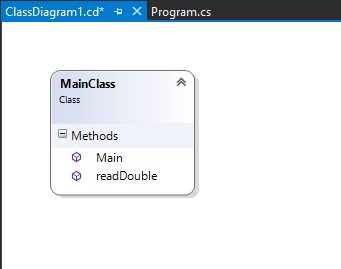 ClassDiagram1.cd* Program.cs
MainClass
Class
Methods
Main
readDouble